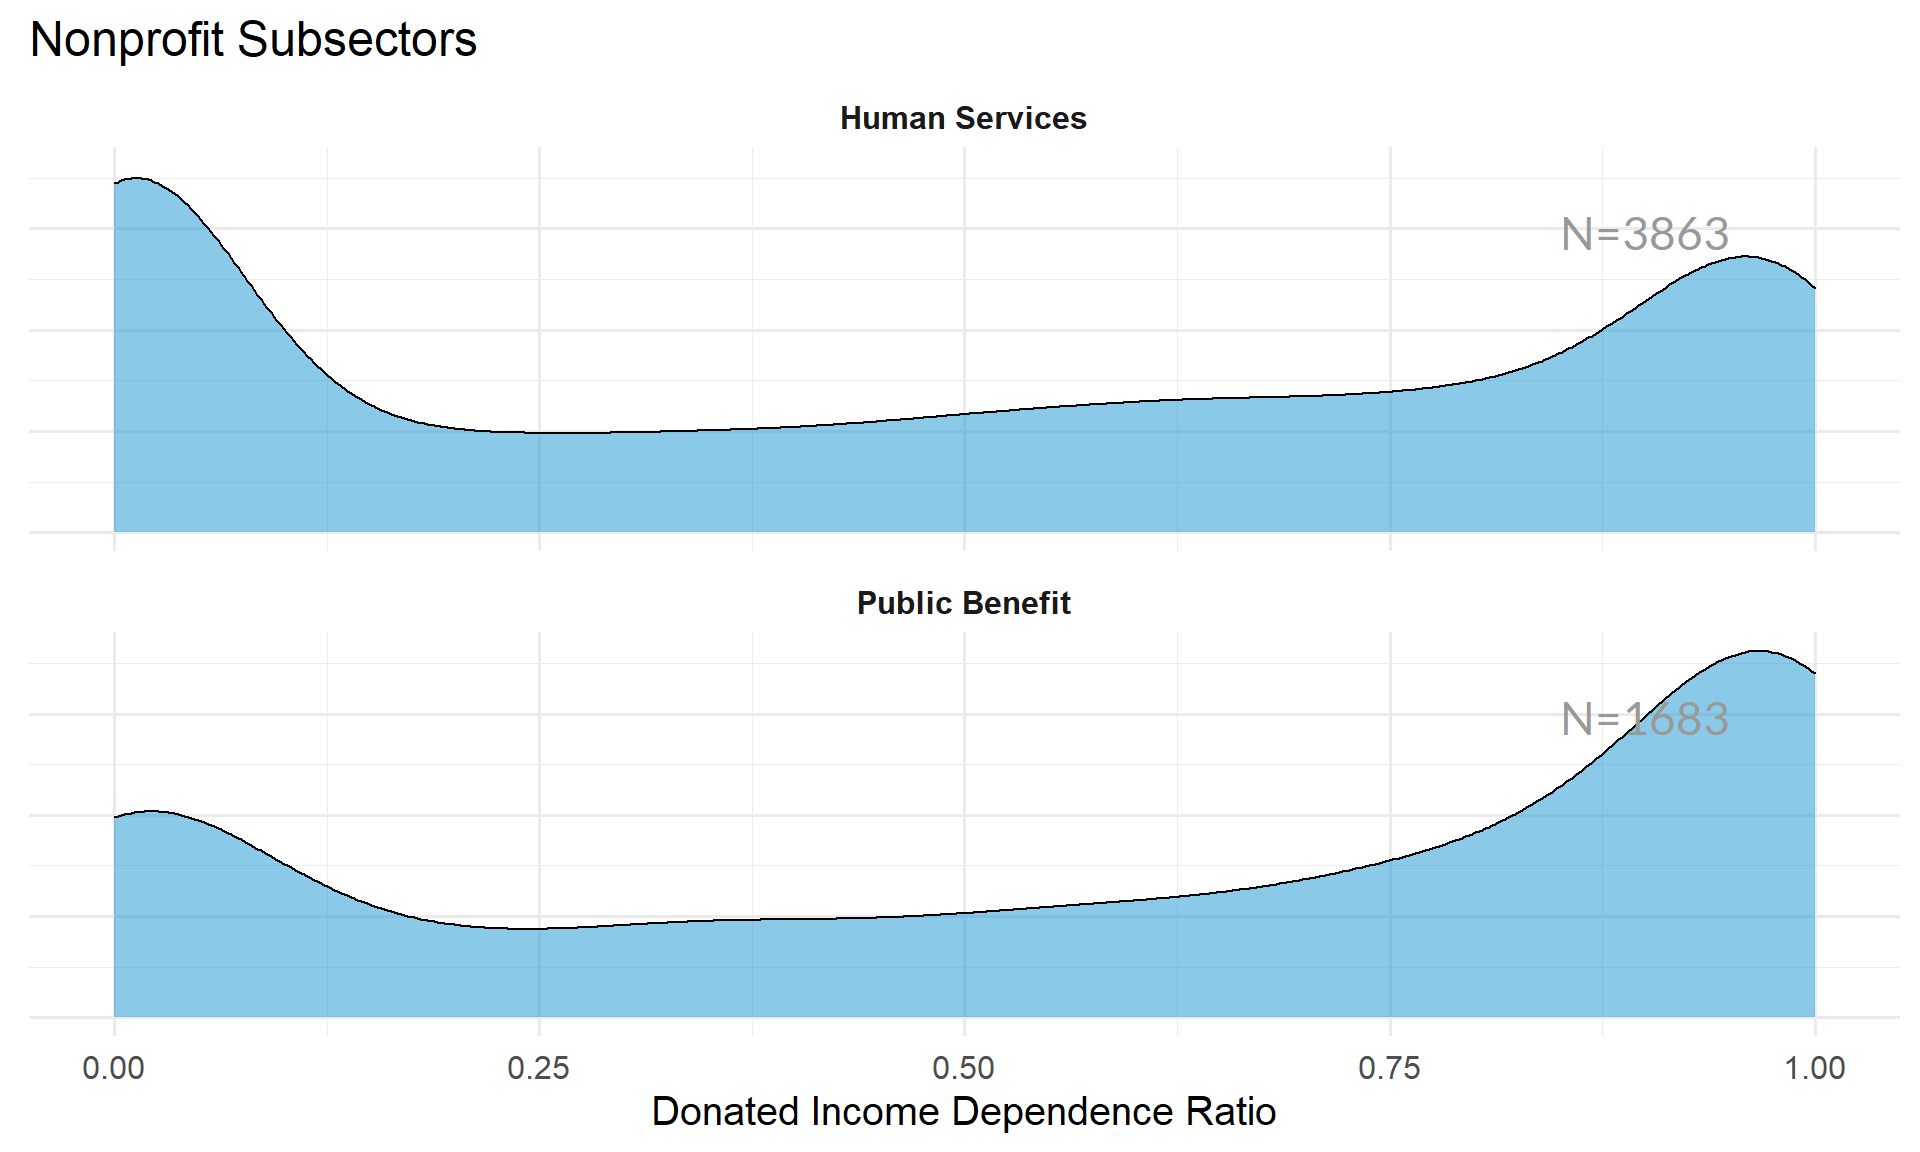 Nonprofit Subsectors
Human Services
N=3863
Public Benefit
N=1683
0.00 0.25 0.50 0.75 1.00
Donated Income Dependence Ratio